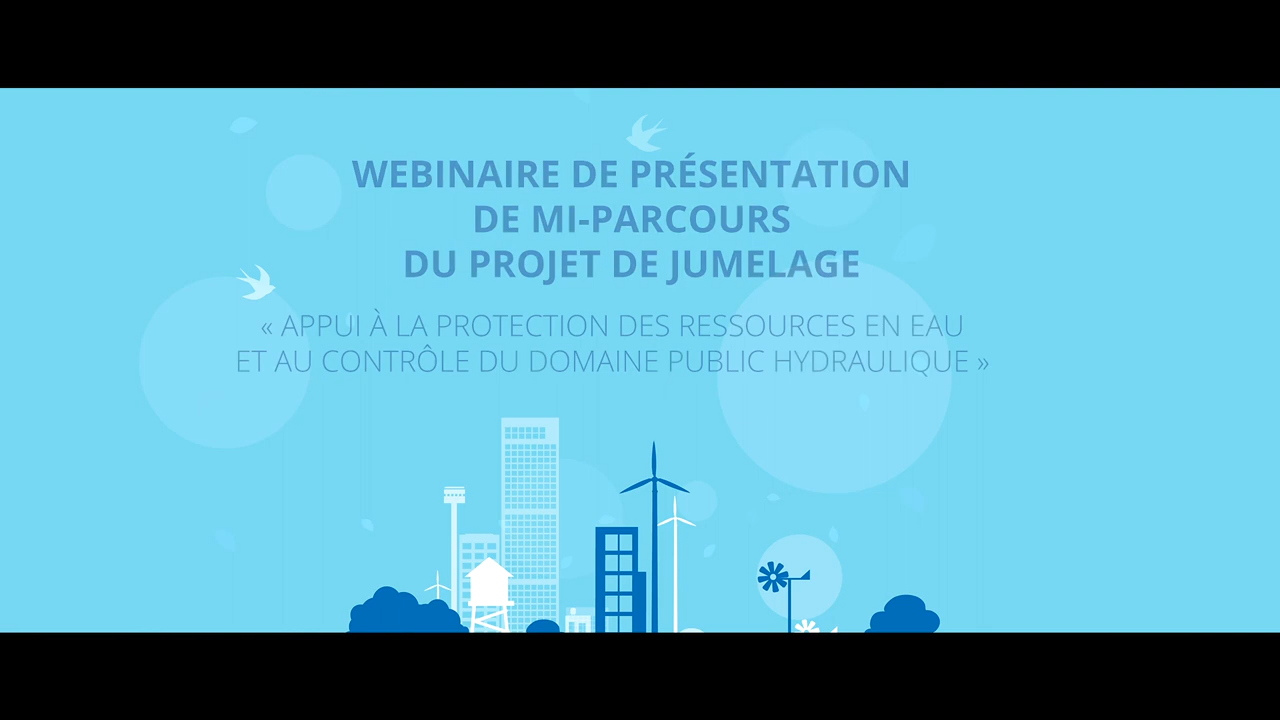 WEBINAIRE DE PRÉSENTATION
DE MI-PARCOURS
DU PROJET DE JUMELAGE
« APPUI À LA PROTECTION DES RESSOURCES EN EAU
ET AU CONTRÔLE DU DOMAINE PUBLIC HYDRAULIQUE »